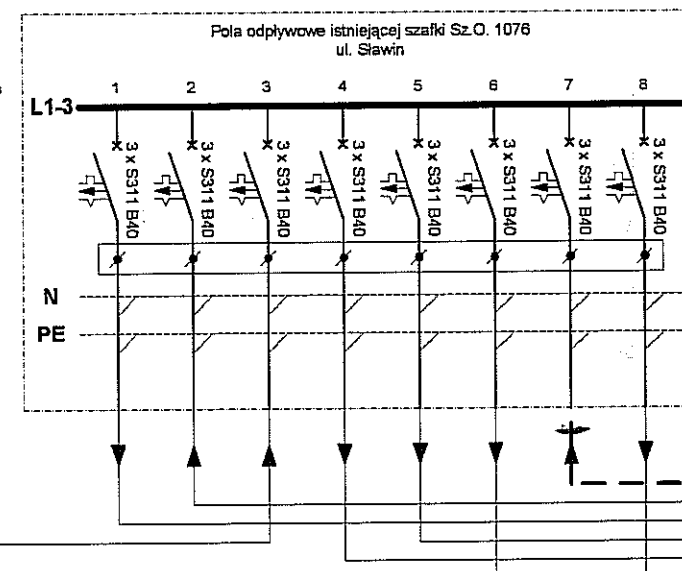 Pola odpływowe istniejącej szafki Sz.O. 1076
ul. Sławin
1 2 3 4 5 6 7 8
L1-3
3 x S311 B40
3 x S311 B40
3 x S311 B40
3 x S311 B40
3 x S311 B40
3 x S311 B40
3 x S311 B40
3 x S311 B40
N
PE